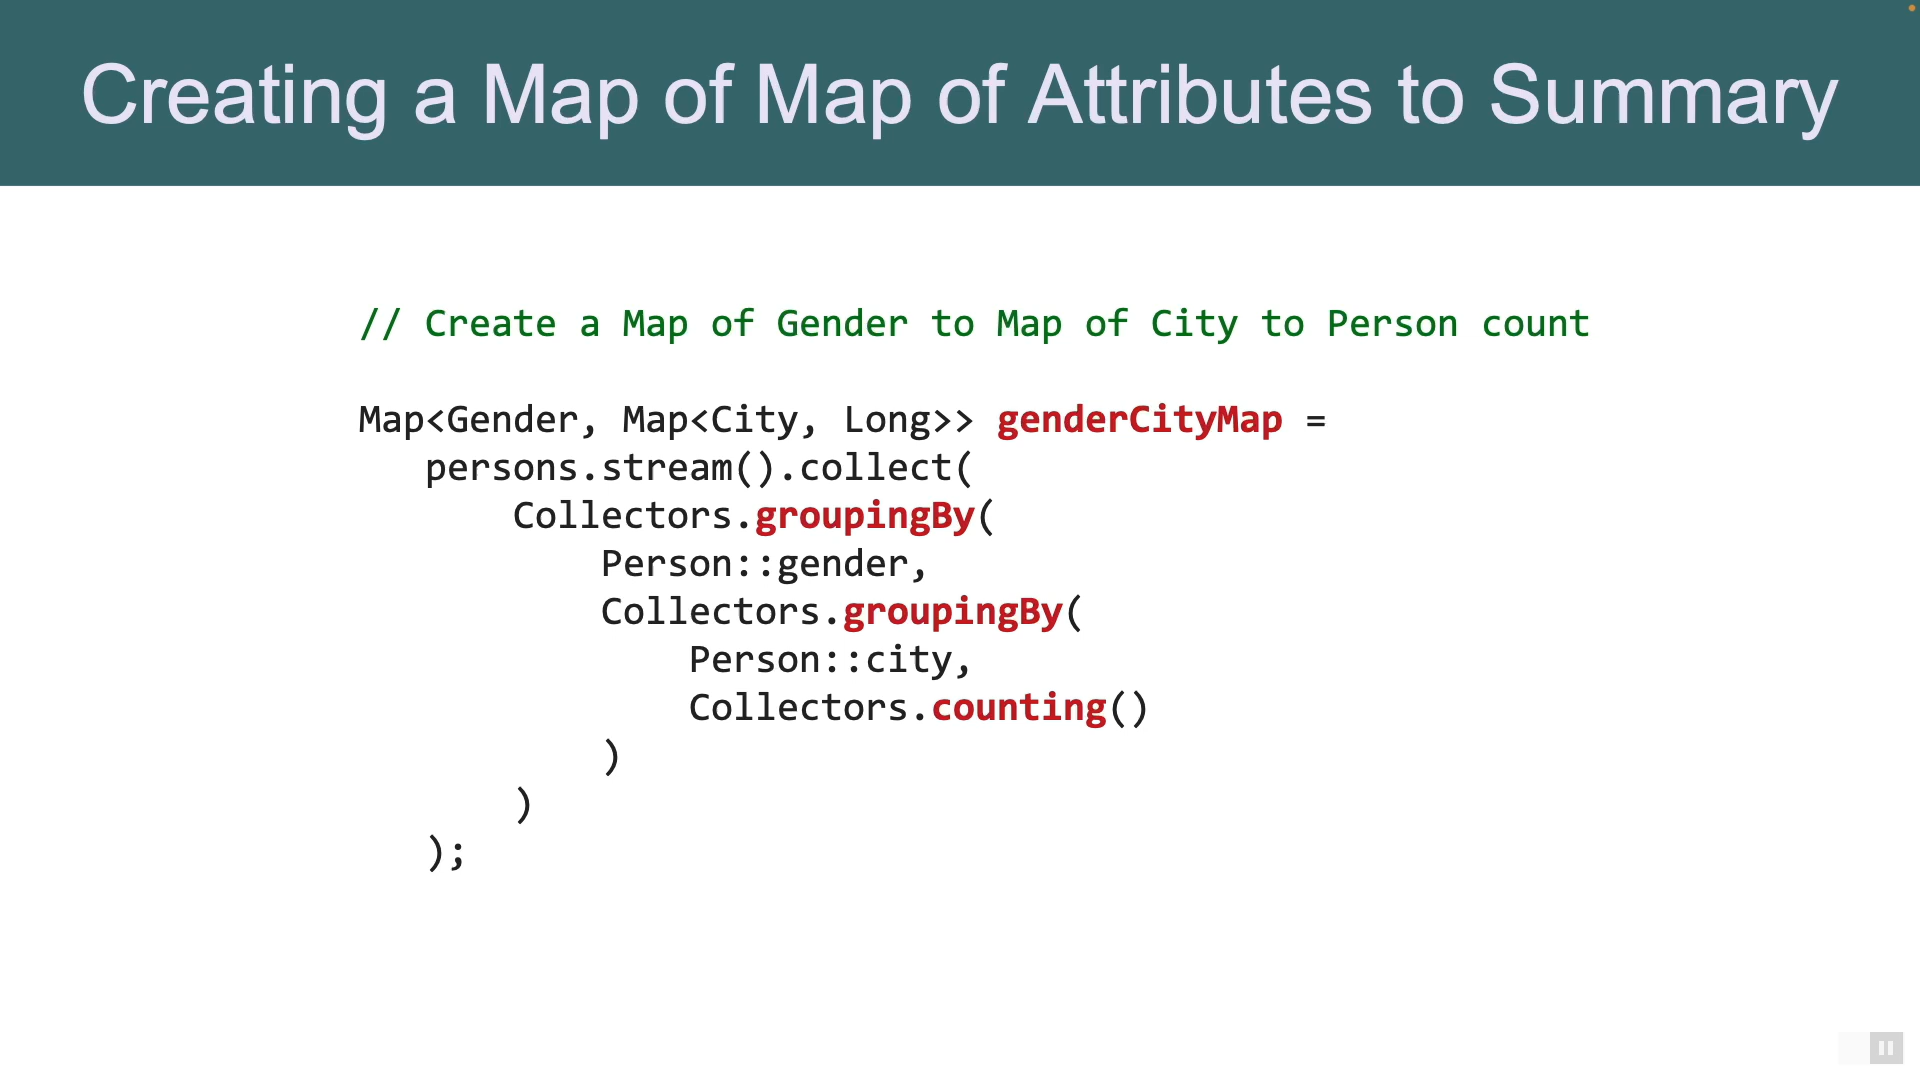 Creating a Map of Map of Attributes to Summary
// Create a Map of Gender to Map of City to Person count
Map<Gender, Map<City, Long>> genderCityMap =
persons.stream().collect(
Collectors.groupingBy(
Person::gender,
Collectors.groupingBy(
Person::city,
Collectors.counting()
)
)
);